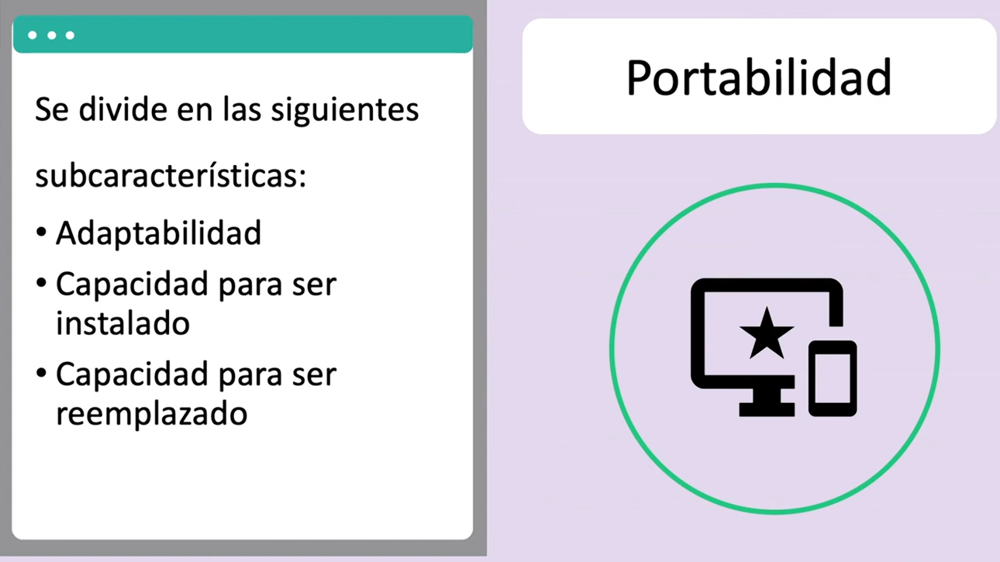 Se divide en las siguientes
subcaracterísticas:
• Adaptabilidad
• Capacidad para ser
instalado
• Capacidad para ser
reemplazado
Portabilidad